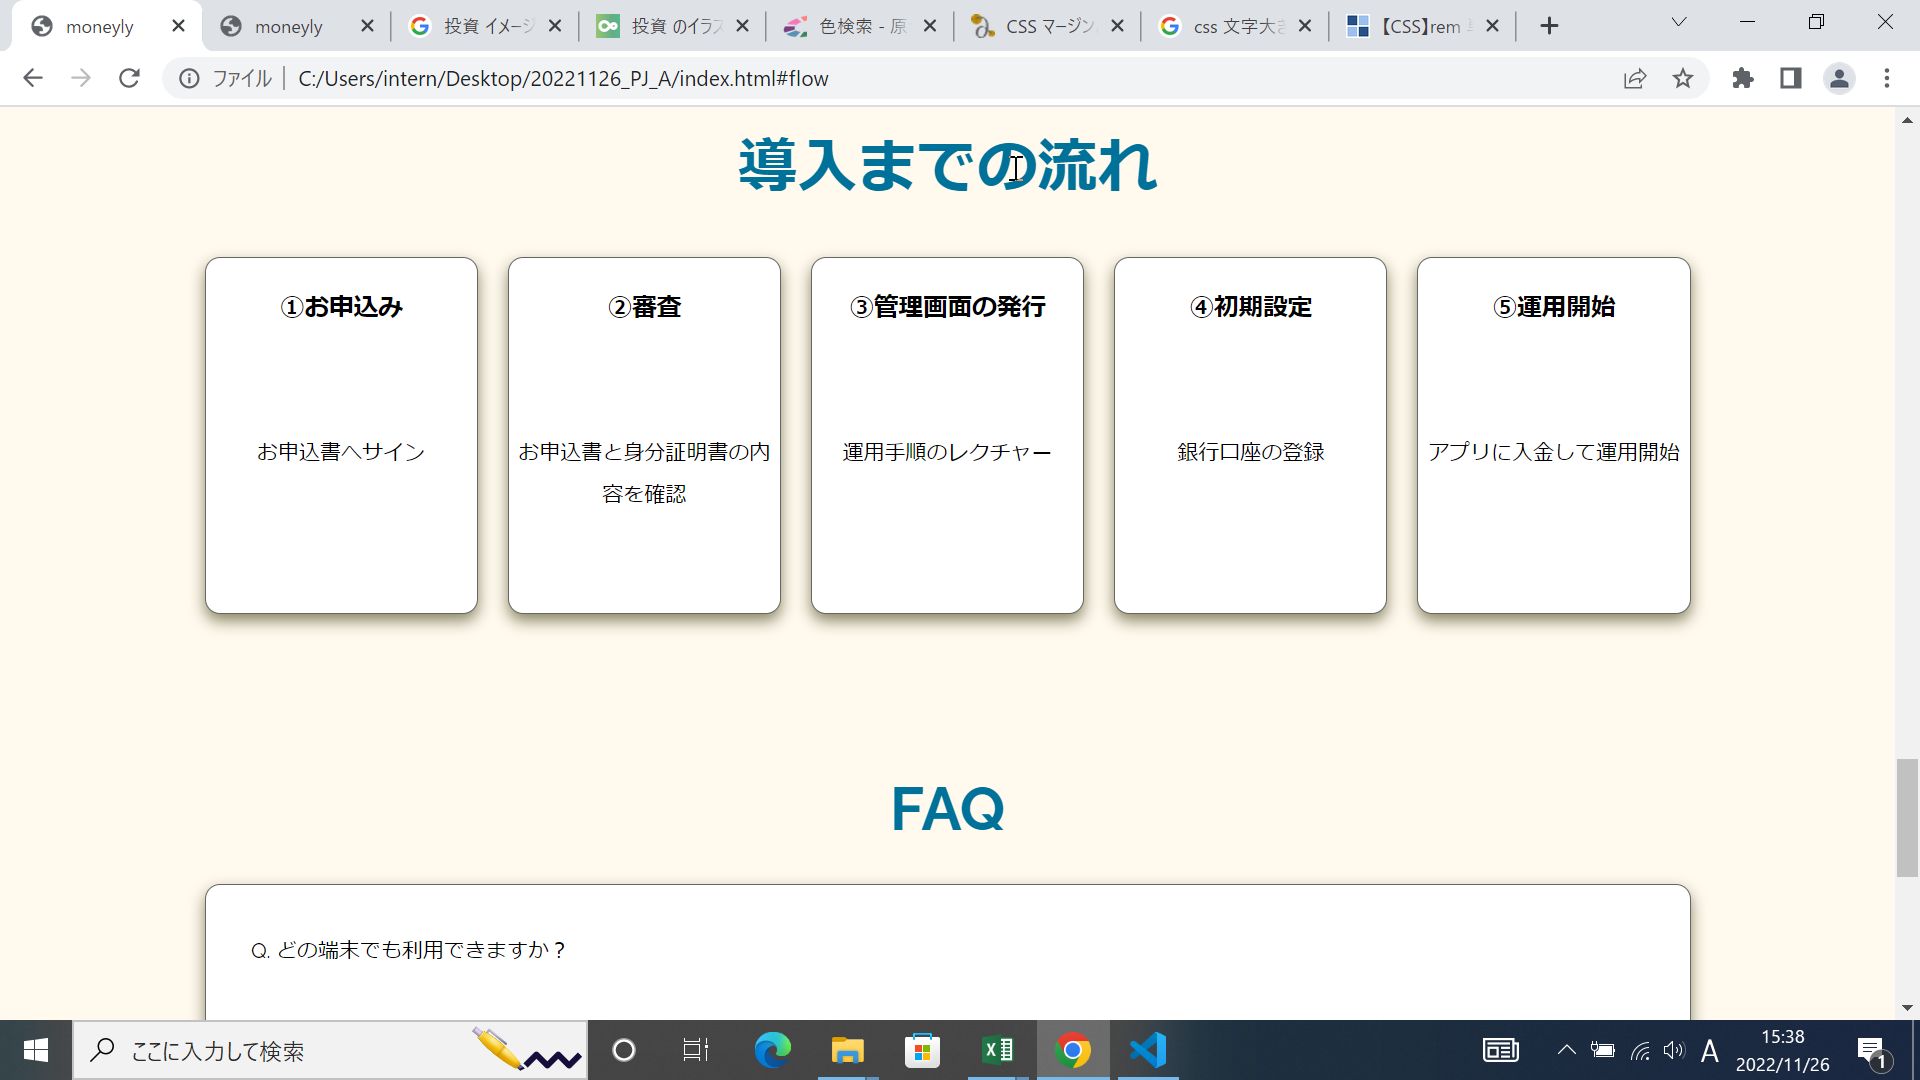 moneyly
moneyly
投資 イメージ
投資 のイラス
色検索 - 原
CSS マージン
css 文字大き
【CSS】rem
ファイル
C:/Users/intern/Desktop/20221126_PJ_A/index.html#flow
導入までの流れ
①お申込み
お申込書へサイン
②審査
お申込書と身分証明書の内
容を確認
③管理画面の発行
運用手順のレクチャー
④初期設定
銀行口座の登録
⑤運用開始
アプリに入金して運用開始
FAQ
Q. どの端末でも利用できますか？
ここに入力して検索
A
15:38
2022/11/26
1